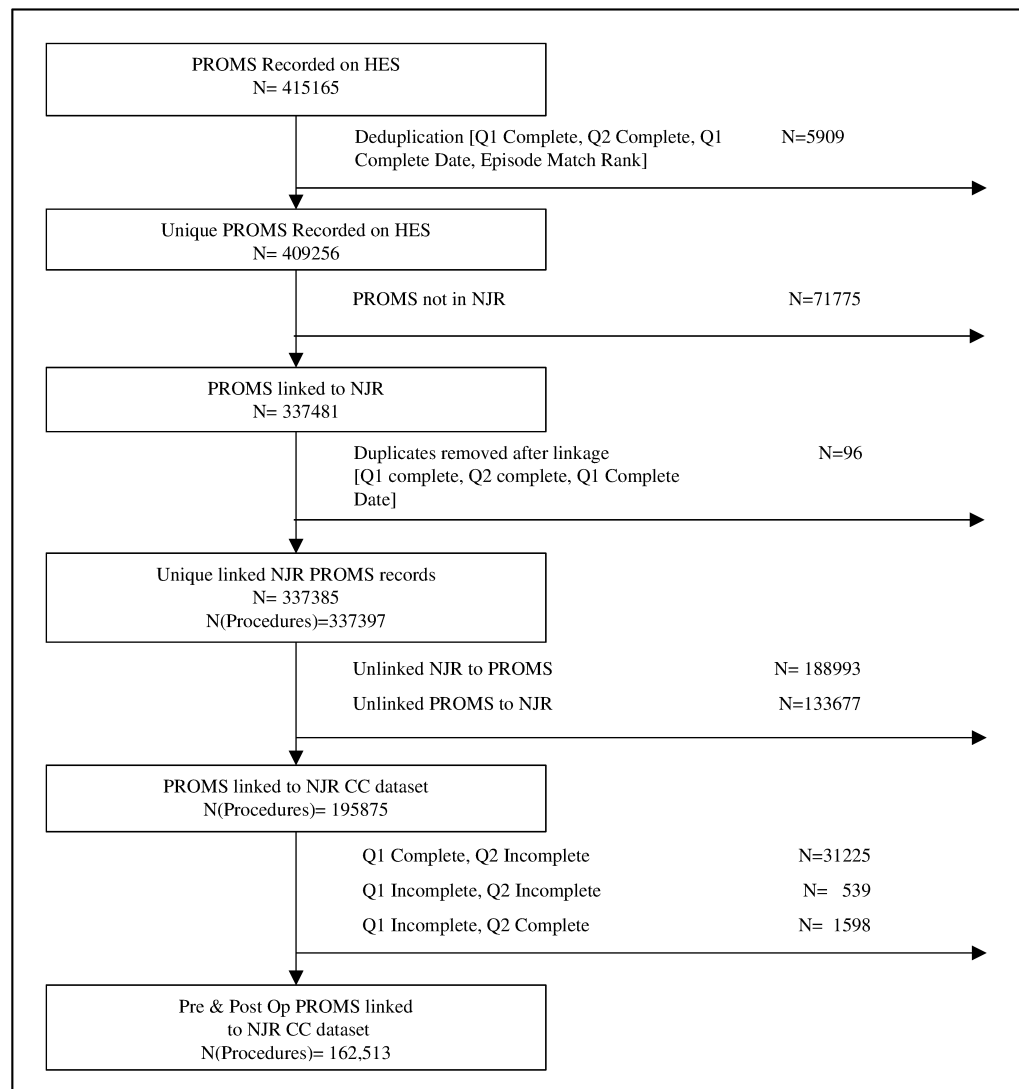 PROMS Recorded on HES
N= 415165
Deduplication [Q1 Complete, Q2 Complete, Q1 N=5909
Complete Date, Episode Match Rank]
Unique PROMS Recorded on HES
N= 409256
PROMS not in NJR N=71775
PROMS linked to NJR
N= 337481
Duplicates removed after linkage N=96
[Q1 complete, Q2 complete, Q1 Complete
Date]
Unique linked NJR PROMS records
N= 337385
N(Procedures)=337397
Unlinked NJR to PROMS N= 188993
Unlinked PROMS to NJR N=133677
PROMS linked to NJR CC dataset
N(Procedures)= 195875
Q1 Complete, Q2 Incomplete N=31225
Q1 Incomplete, Q2 Incomplete N= 539
Q1 Incomplete, Q2 Complete N= 1598
Pre & Post Op PROMS linked
to NJR CC dataset
N(Procedures)= 162,513